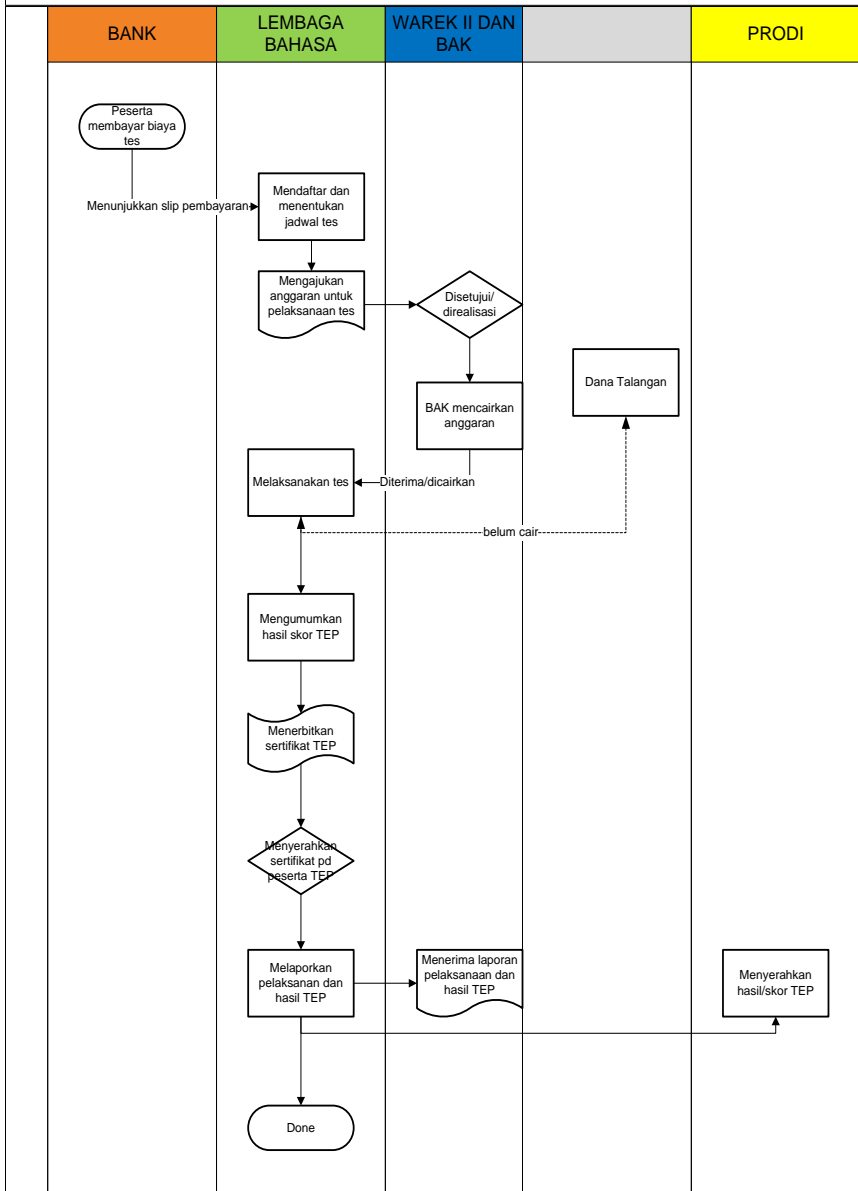 BANK
LEMBAGA
BAHASA
WAREK II DAN
BAK
PRODI
Peserta
membayar biaya
tes
Menunjukkan slip pembayaran
Mendaftar dan
menentukan
jadwal tes
Mengajukan
anggaran untuk
pelaksanaan tes
Disetujui/
direalisasi
Dana Talangan
BAK mencairkan
anggaran
Melaksanakan tes
Diterima/dicairkan
belum cair
Mengumumkan
hasil skor TEP
Menerbitkan
sertifikat TEP
Menyerahkan
sertifikat pd
peserta TEP
Melaporkan
pelaksanan dan
hasil TEP
Menerima laporan
pelaksanaan dan
hasil TEP
Menyerahkan
hasil/skor TEP
Done